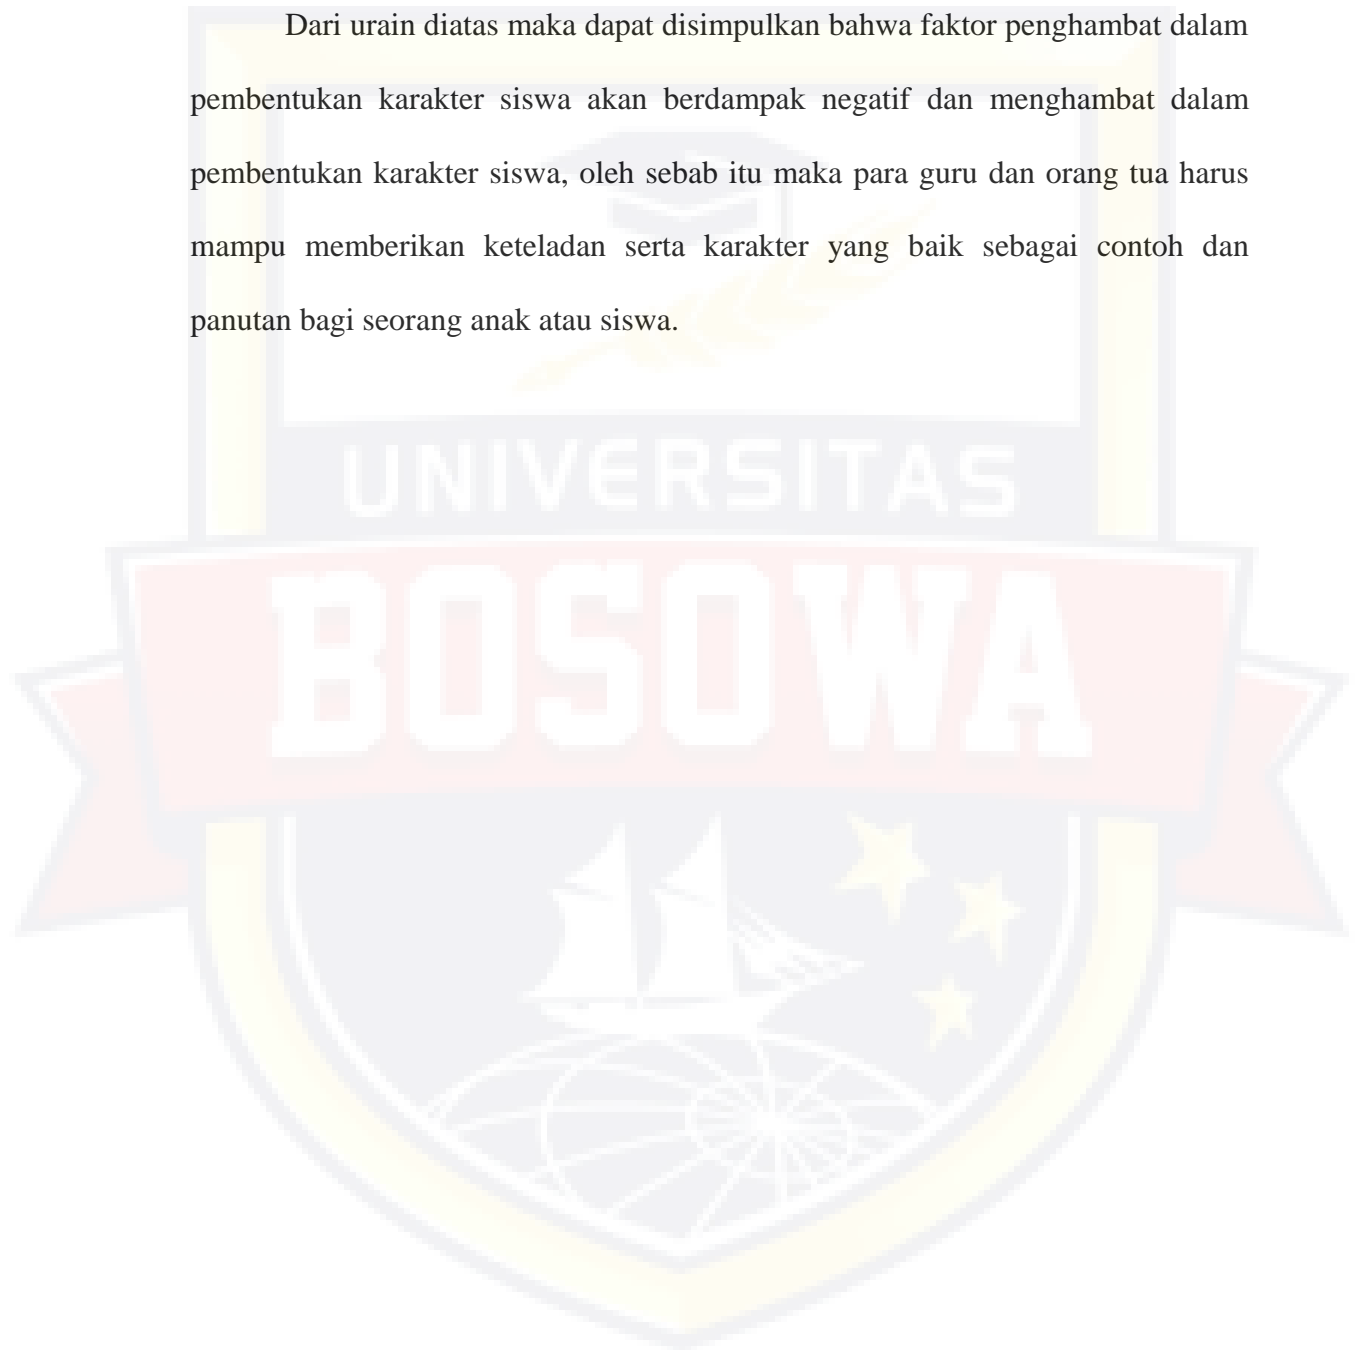 Dari urain diatas maka dapat disimpulkan bahwa faktor penghambat dalam
pembentukan karakter siswa akan berdampak negatif dan menghambat dalam
pembentukan karakter siswa, oleh sebab itu maka para guru dan orang tua harus
mampu memberikan keteladan serta karakter yang baik sebagai contoh dan
panutan bagi seorang anak atau siswa.
UNIVERSITAS
BOSOWA